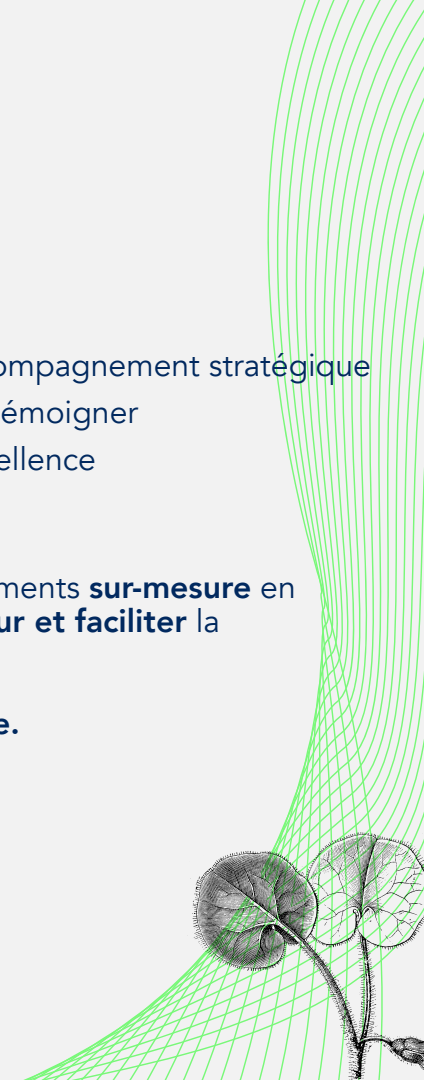 ompagnement stratégique
émoigner
ellence
ments sur-mesure en
ur et faciliter la
e.